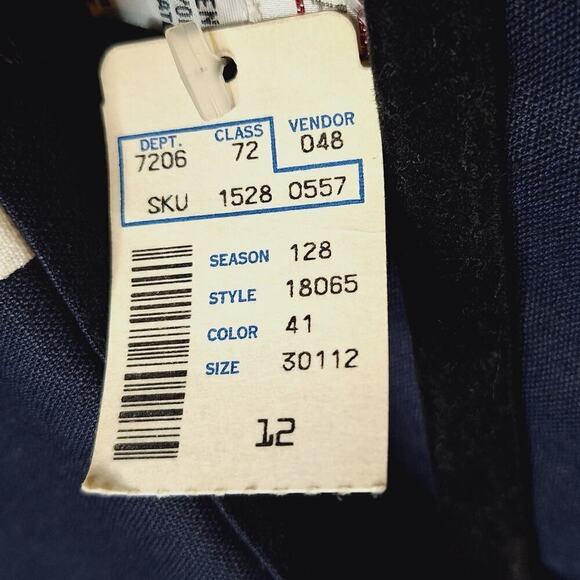 DEPT. CLASS VENDOR
7206 72 048
SKU 1528 0557
SEASON 128
STYLE 18065
COLOR 41
SIZE 30112
12